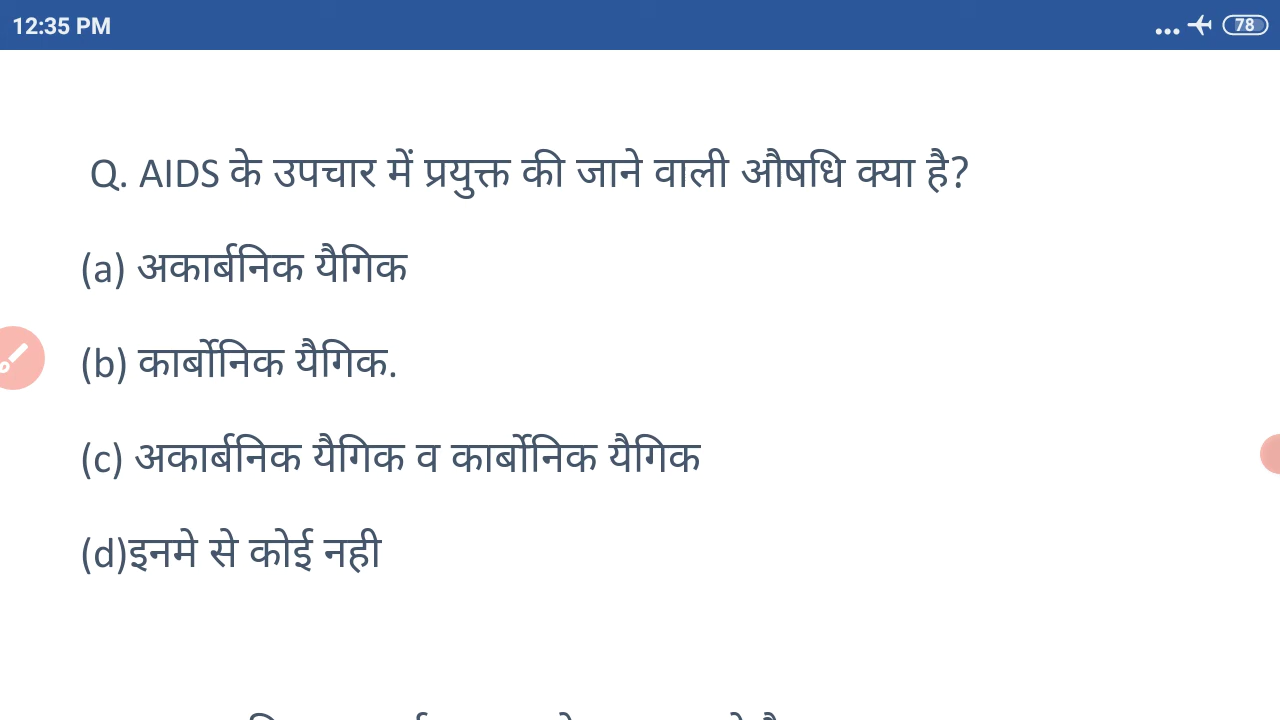 12:35 PM
78
Q. AIDS के उपचार में प्रयुक्त की जाने वाली औषधि क्या है?
(a) अकार्बनिक यैगिक
(b) कार्बोनिक यैगिक.
(c) अकार्बनिक यैगिक व कार्बोनिक यैगिक
(d)इनमे से कोई नही